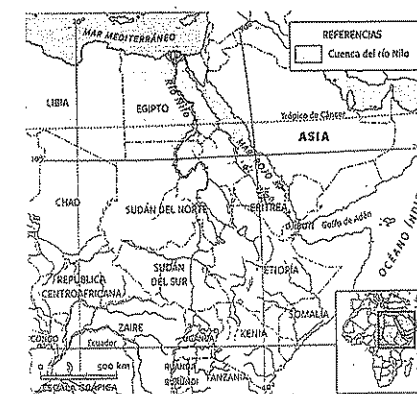 REFERENCIAS
Cuenca del río Nilo
20°
MAR MEDITERRÁNEO
Río Nilo
LIBIA
EGIPTO
Trópico de Cáncer
ASIA
MAR ROJO
CHAD
SUDÁN DEL NORTE
ERITREA
Golfo de Adén
OCÉANO
SUDÁN
DEL SUR
ETIOPÍA
REPÚBLICA
CENTROAFRICANA
SOMALIA
ZAIRE
UGANDA
KENIA
CONGO
Ecuador
RUANDA
BURUNDI
TANZANIA
0 500 km
ESCALA GRÁFICA